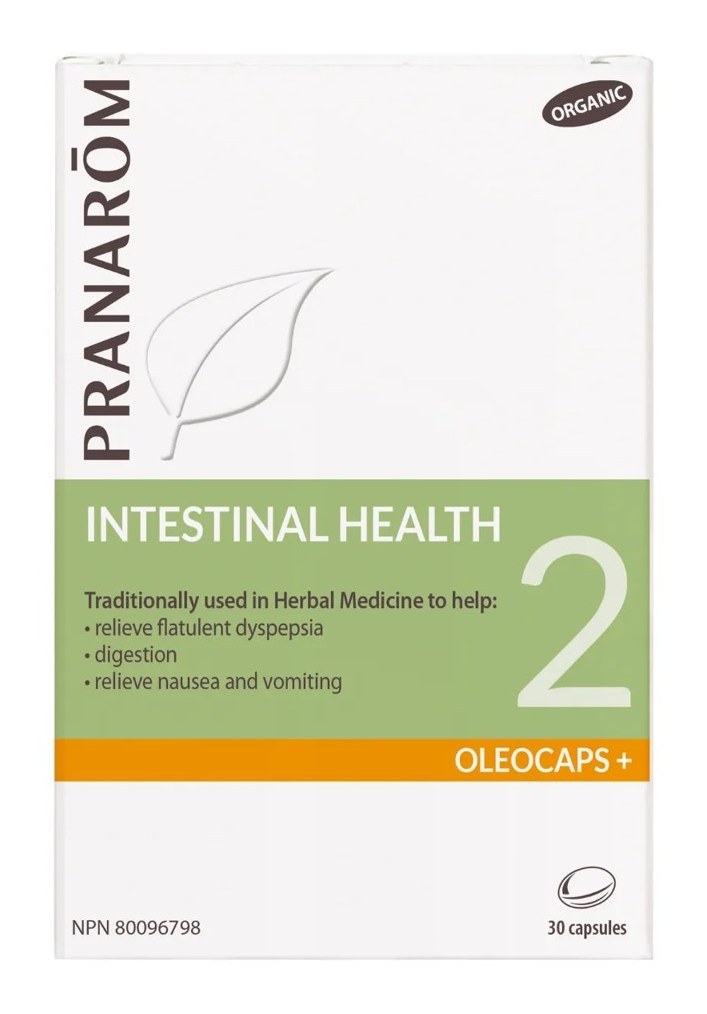 PRANARŌM
ORGANIC
INTESTINAL HEALTH
2
Traditionally used in Herbal Medicine to help:
• relieve flatulent dyspepsia
• digestion
• relieve nausea and vomiting
OLEOCAPS +
NPN 80096798
30 capsules